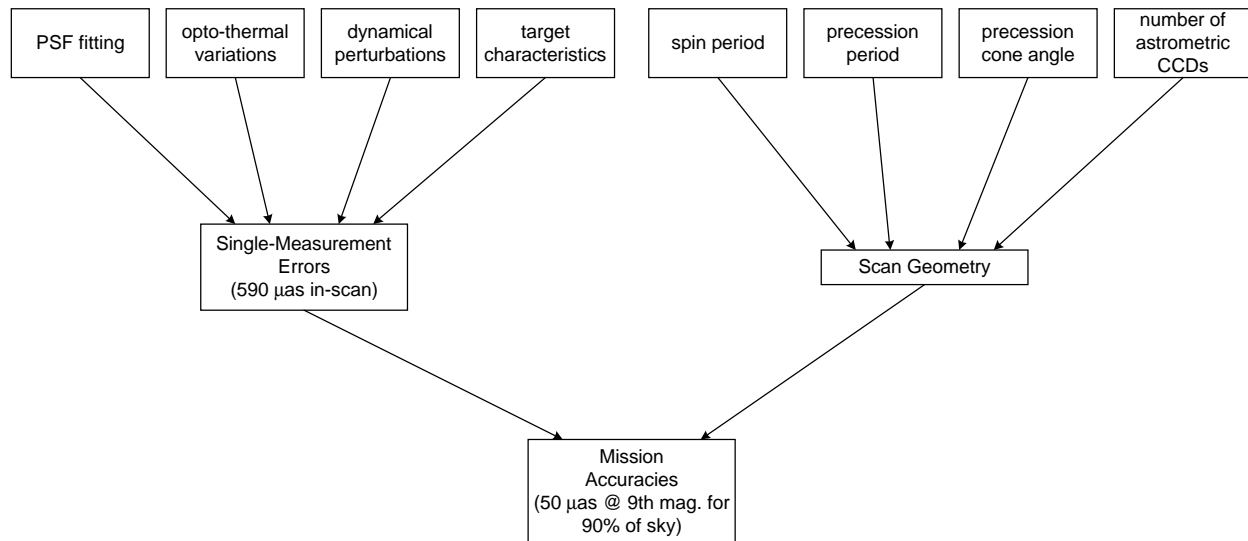 PSF fitting
opto-thermal
variations
dynamical
perturbations
target
characteristics
spin period
precession
period
precession
cone angle
number of
astrometric
CCDs
Single-Measurement
Errors
(590 μas in-scan)
Scan Geometry
Mission
Accuracies
(50 μas @ 9th mag. for
90% of sky)